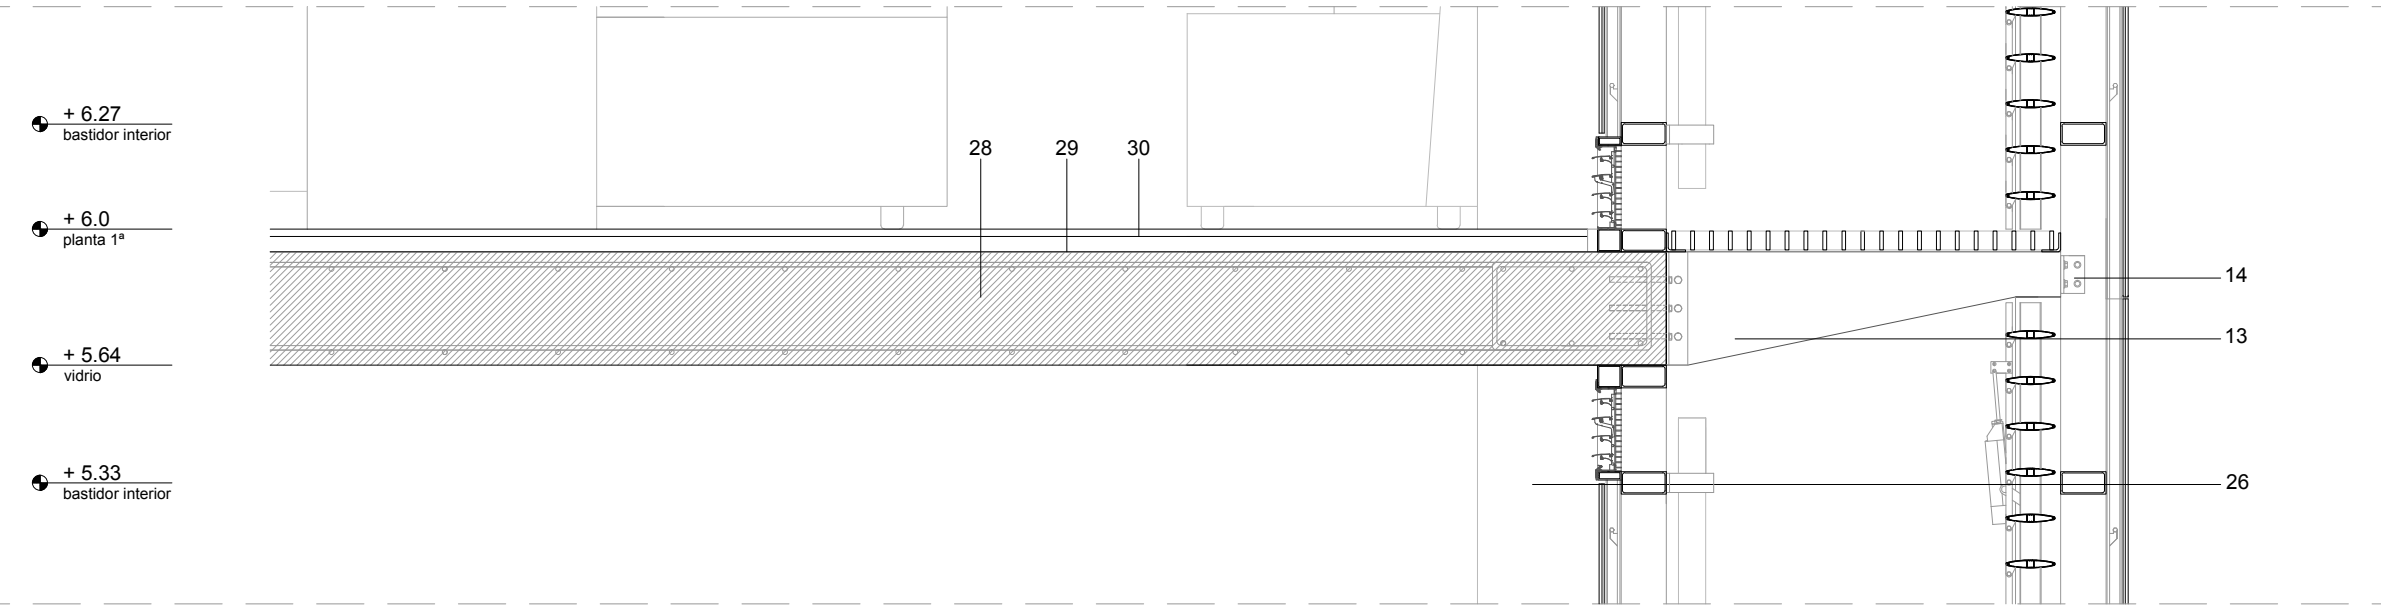 + 6.27
bastidor interior
28
29
30
+ 6.0
planta 1ª
14
13
+ 5.64
vidrio
+ 5.33
bastidor interior
26